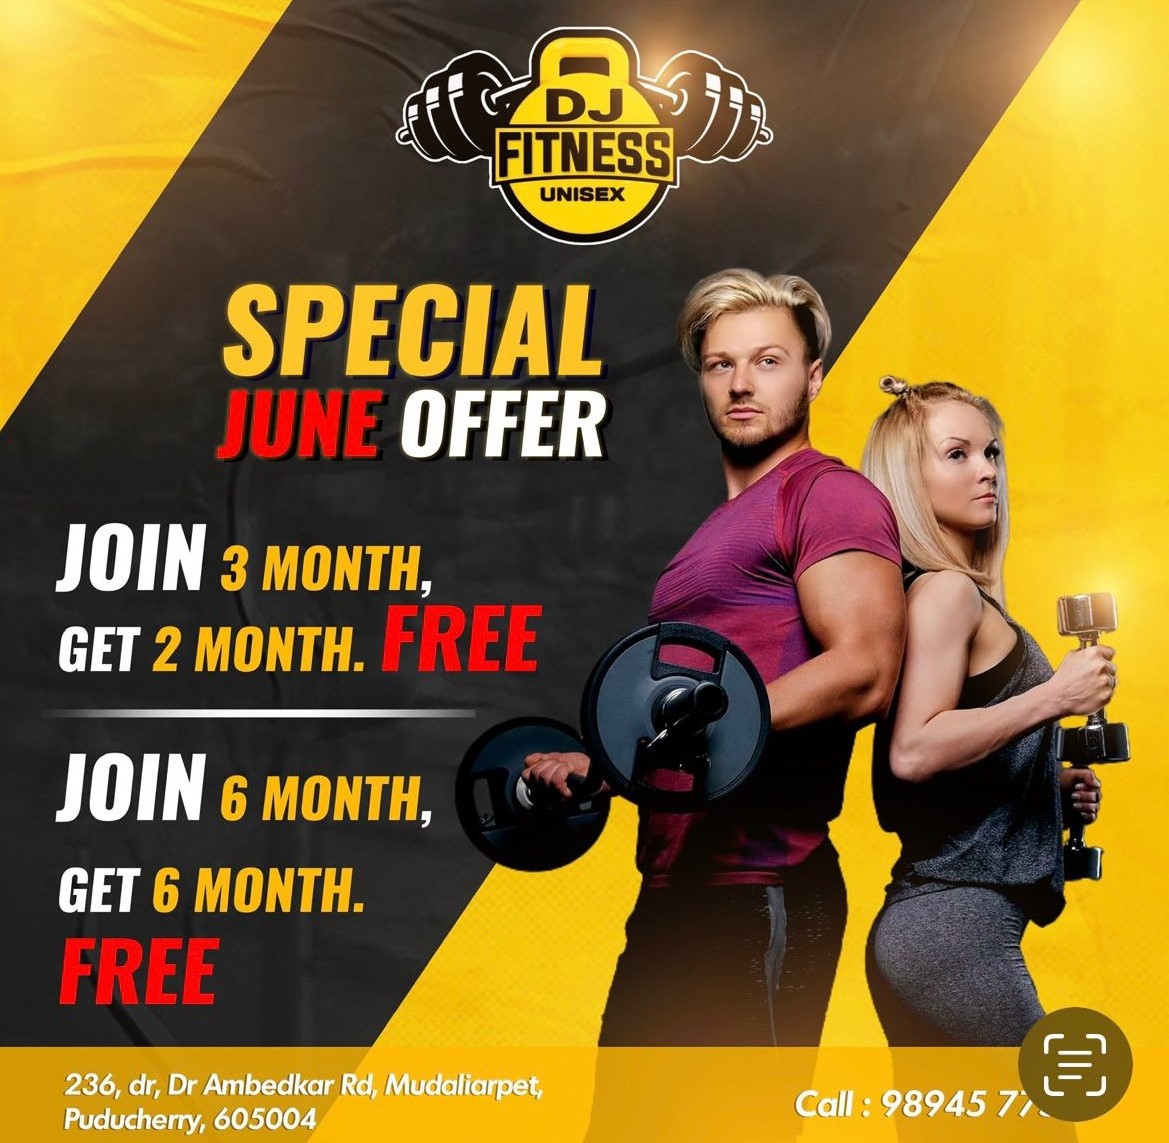 DJ
FITNESS
UNISEX
SPECIAL
JUNE OFFER
JOIN 3 MONTH,
GET 2 MONTH. FREE
JOIN 6 MONTH,
GET 6 MONTH.
FREE
236, dr, Dr Ambedkar Rd, Mudaliarpet,
Puducherry, 605004
Call : 98945